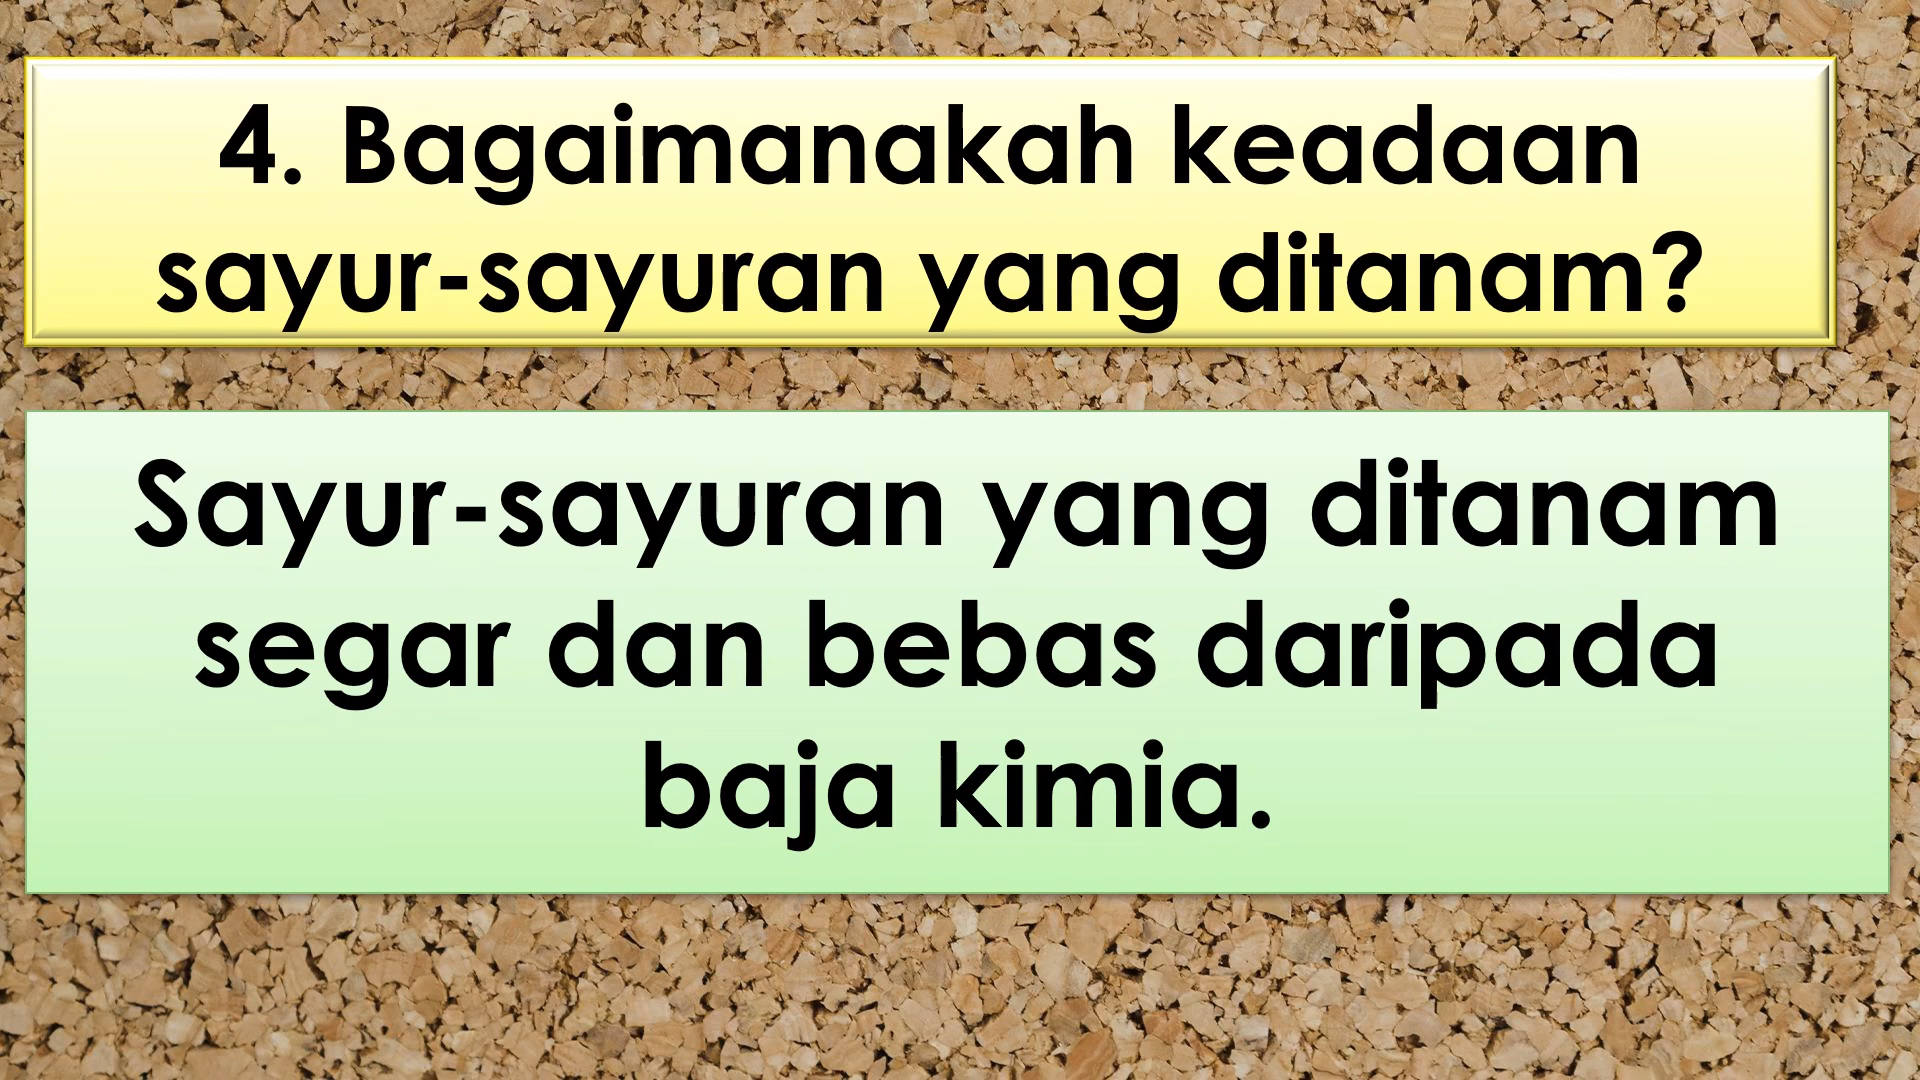 4. Bagaimanakah keadaan
sayur-sayuran yang ditanam?
Sayur-sayuran yang ditanam
segar dan bebas daripada
baja kimia.